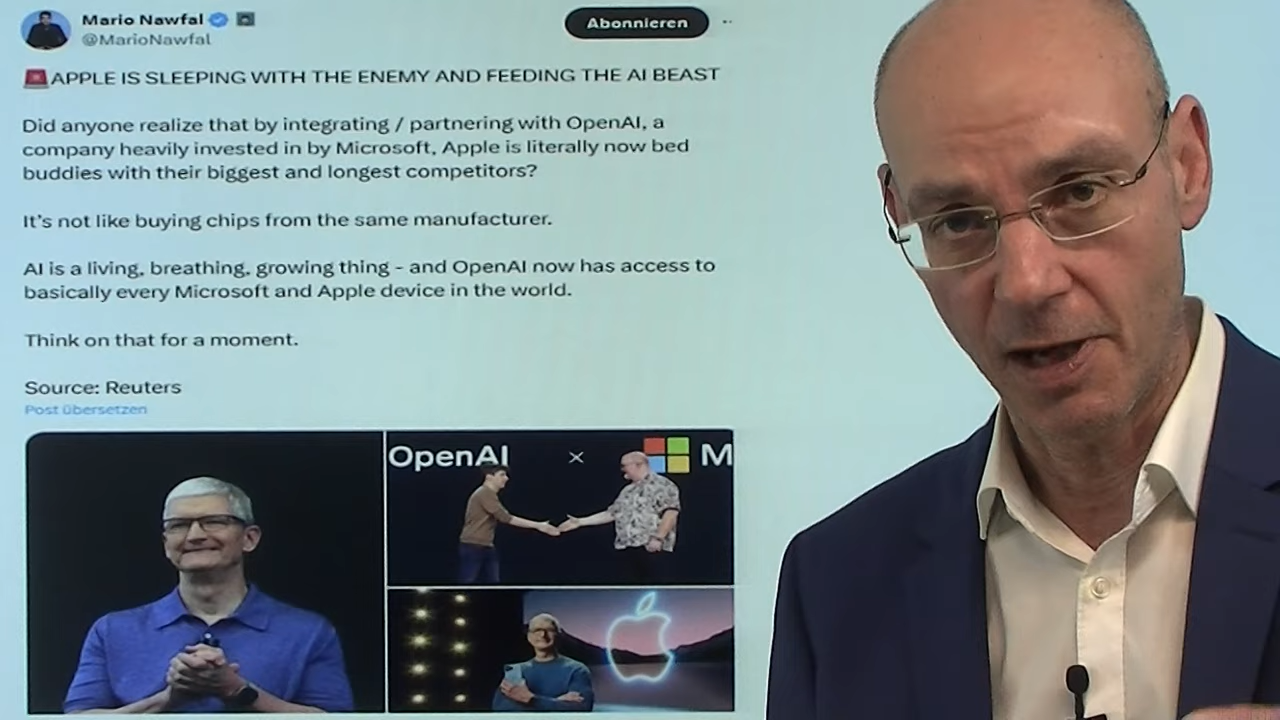 Mario Nawfal
@MarioNawfal
Abonnieren
APPLE IS SLEEPING WITH THE ENEMY AND FEEDING THE AI BEAST
Did anyone realize that by integrating / partnering with OpenAI, a
company heavily invested in by Microsoft, Apple is literally now bed
buddies with their biggest and longest competitors?
It's not like buying chips from the same manufacturer.
AI is a living, breathing, growing thing - and OpenAI now has access to
basically every Microsoft and Apple device in the world.
Think on that for a moment.
Source: Reuters
Post übersetzen
OpenAI × M